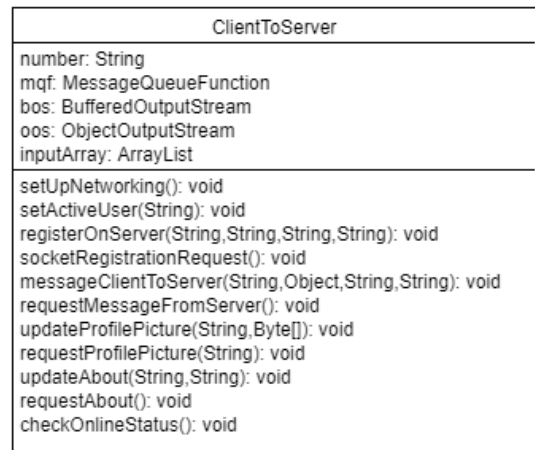 ClientToServer
number: String
mqf: MessageQueueFunction
bos: BufferedOutputStream
oos: ObjectOutputStream
inputArray: ArrayList
setUpNetworking(): void
setActiveUser(String): void
registerOnServer(String,String,String,String): void
socketRegistrationRequest(): void
messageClientToServer(String,Object,String,String): void
requestMessageFromServer(): void
updateProfilePicture(String,Byte[]): void
requestProfilePicture(String): void
updateAbout(String,String): void
requestAbout(): void
checkOnlineStatus(): void